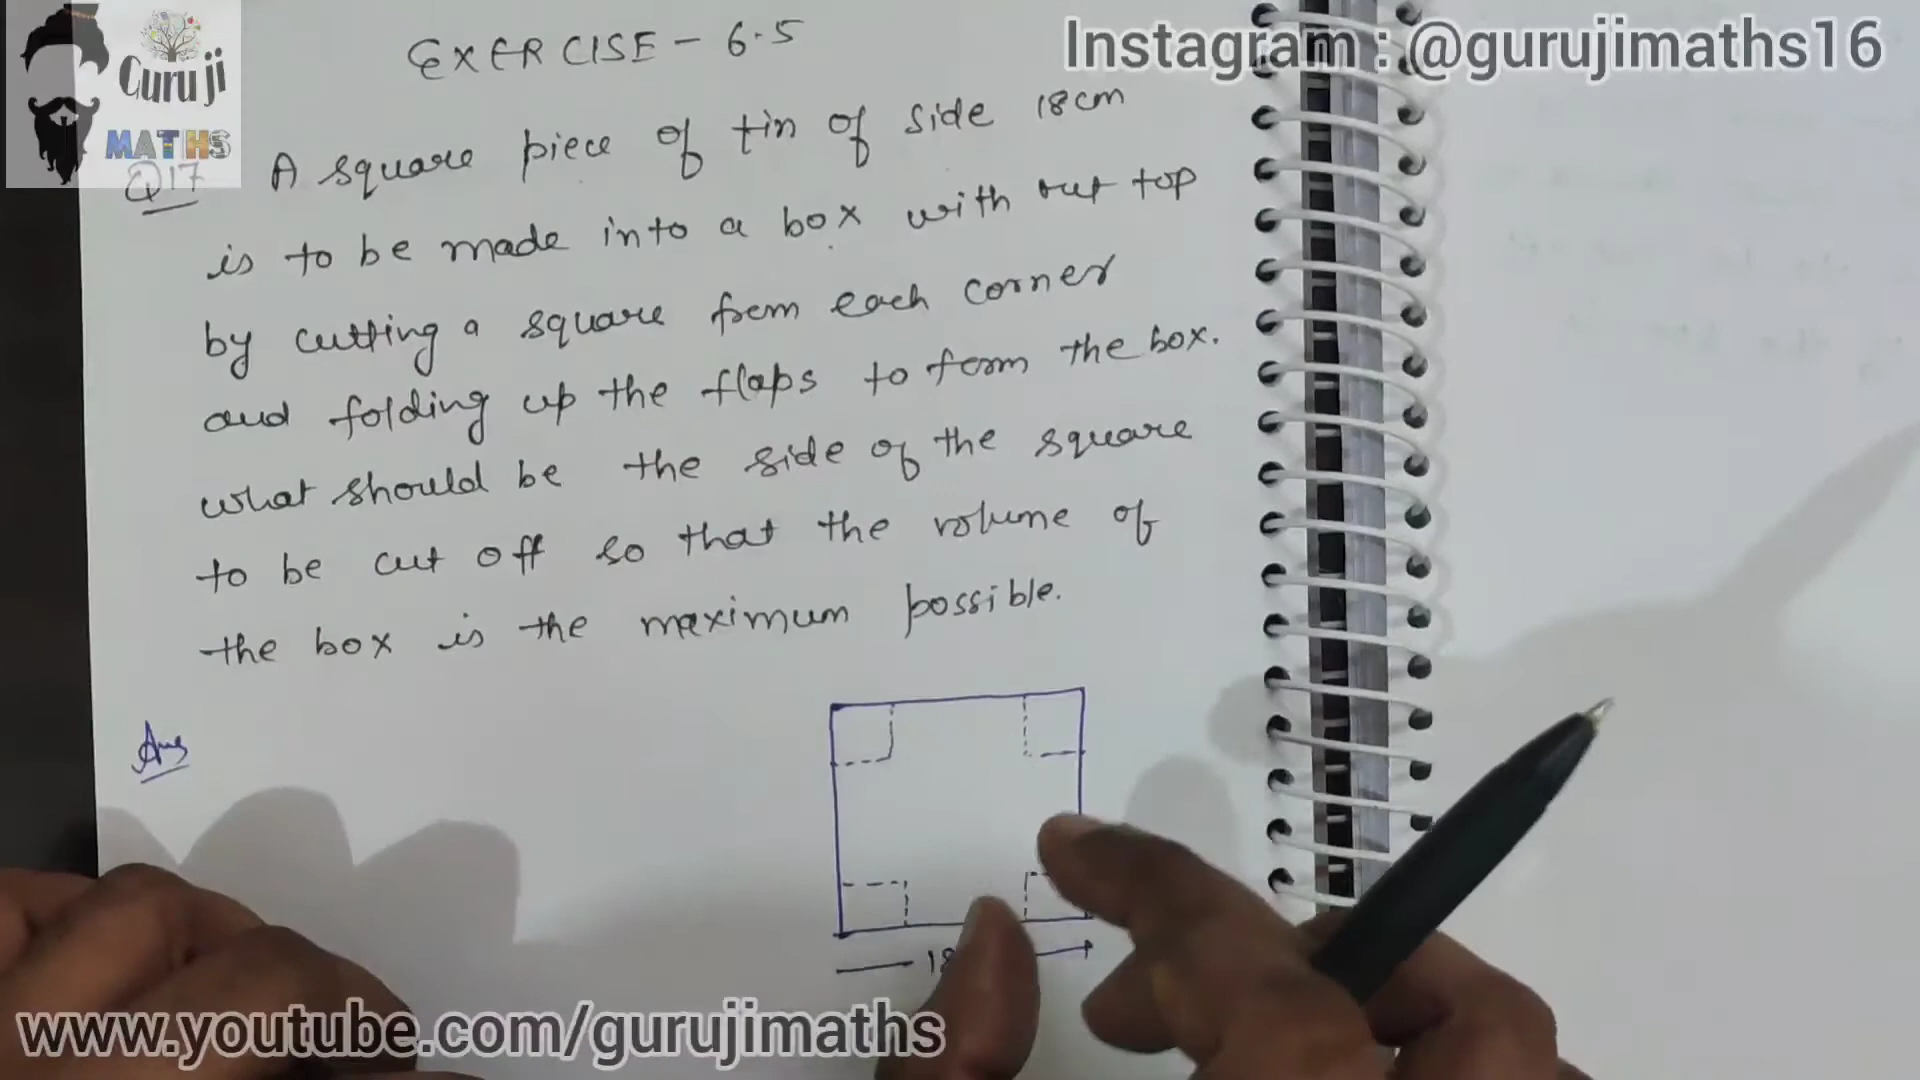 EXERCISE - 6.5
Instagram : @gurujimaths16
Guruji
MATHS
Q17 A square piece of tin of side 18cm
is to be made into a box with out top
by cutting a square from each corner
and folding up the flaps to form the box.
what should be the side of the square
to be cut off so that the volume of
the box is the maximum possible.
Ans
www.youtube.com/gurujimaths